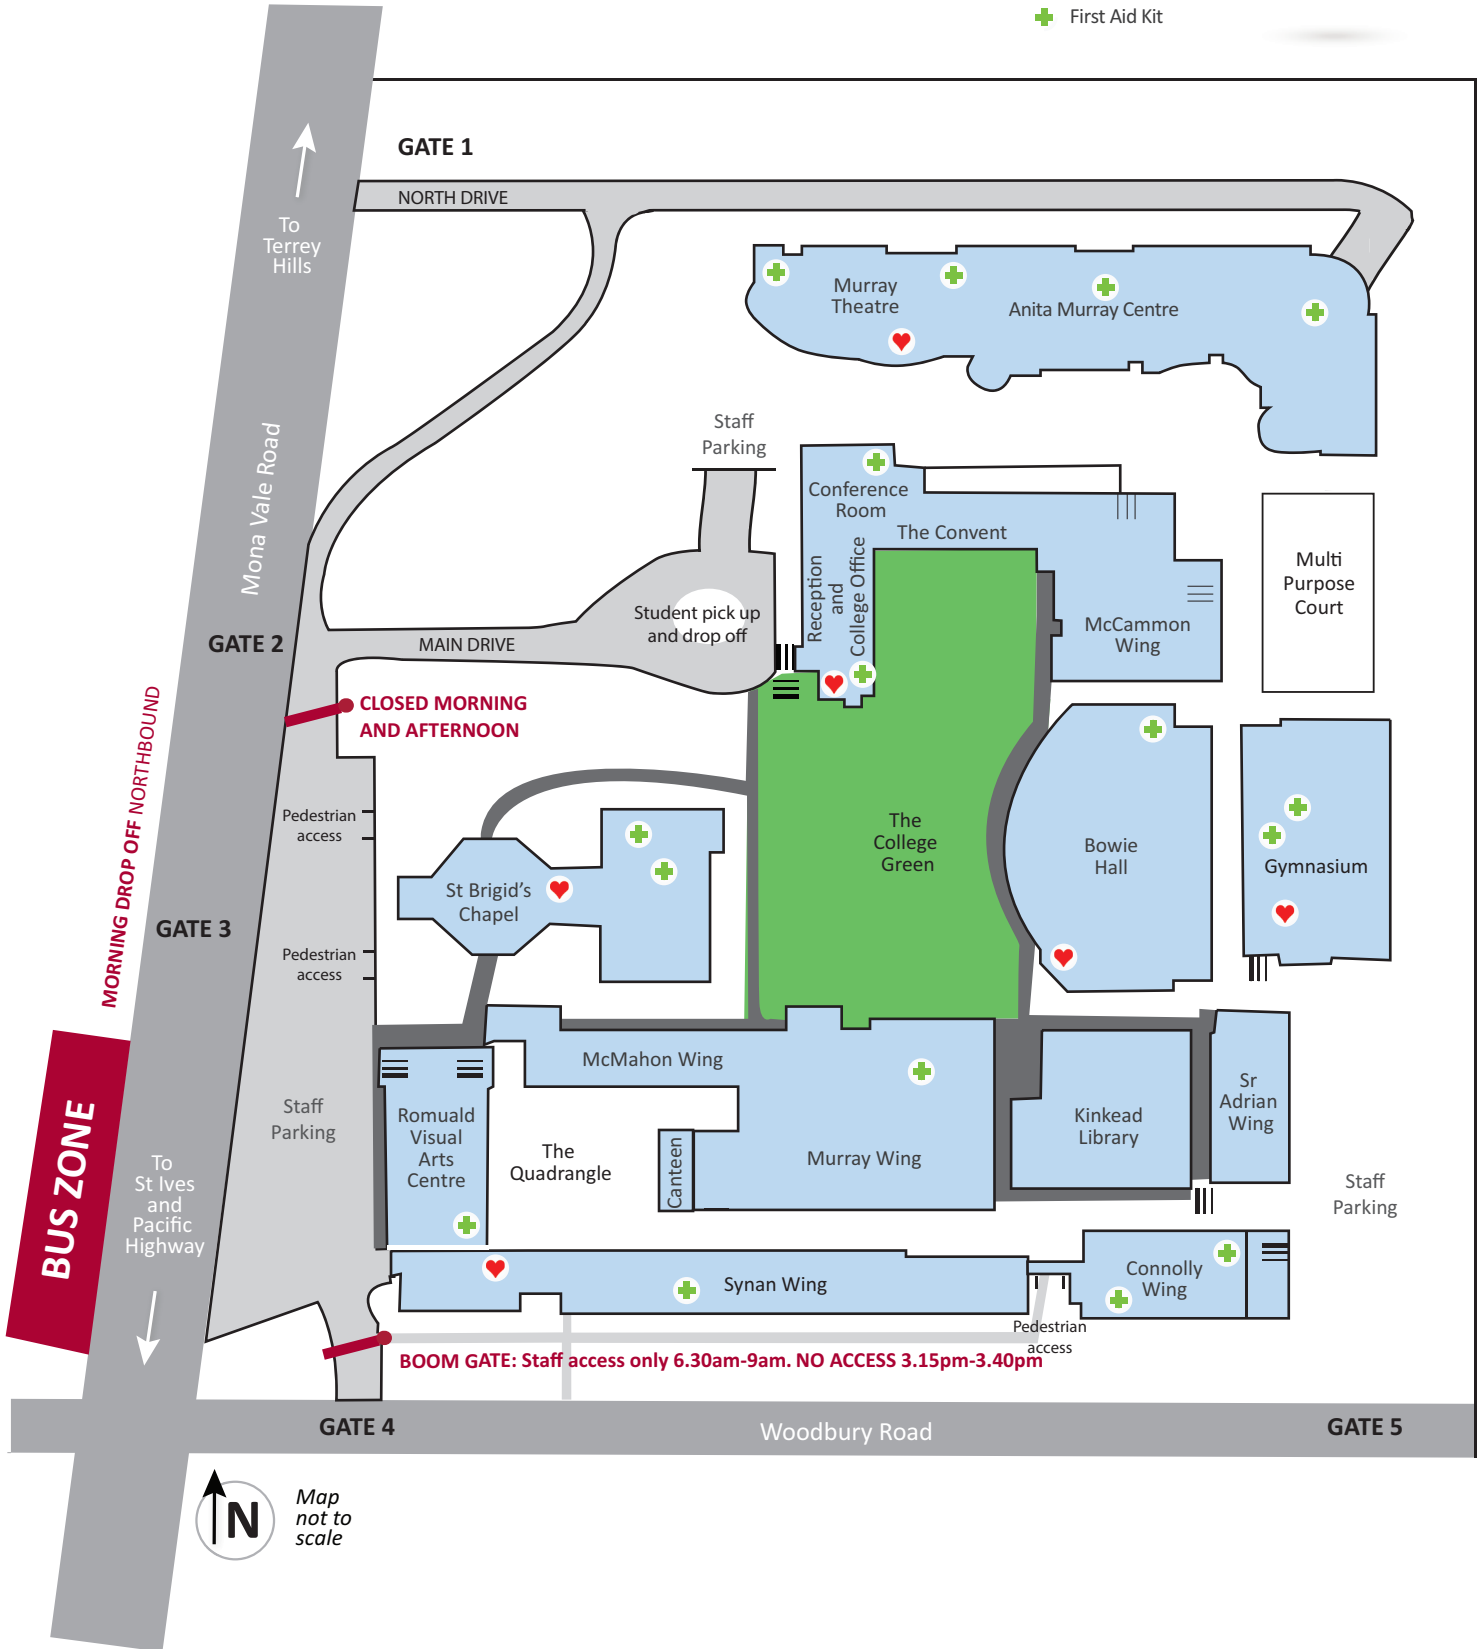 First Aid Kit
GATE 1
NORTH DRIVE
To
Terrey
Hills
Murray
Theatre
Anita Murray Centre
Staff
Parking
Mona Vale Road
Conference
Room
The Convent
Reception
and
College Office
Multi
Purpose
Court
Student pick up
and drop off
McCammon
Wing
GATE 2
MAIN DRIVE
CLOSED MORNING
AND AFTERNOON
MORNING DROP OFF NORTHBOUND
Pedestrian
access
The
College
Green
Bowie
Hall
Gymnasium
St Brigid's
Chapel
GATE 3
Pedestrian
access
McMahon Wing
BUS ZONE
Staff
Parking
Romuald
Visual
Arts
Centre
The
Quadrangle
Canteen
Murray Wing
Kinkead
Library
Sr
Adrian
Wing
To
St Ives
and
Pacific
Highway
Staff
Parking
Synan Wing
Connolly
Wing
Pedestrian
access
BOOM GATE: Staff access only 6.30am-9am. NO ACCESS 3.15pm-3.40pm
GATE 4
Woodbury Road
GATE 5
N
Map
not to
scale